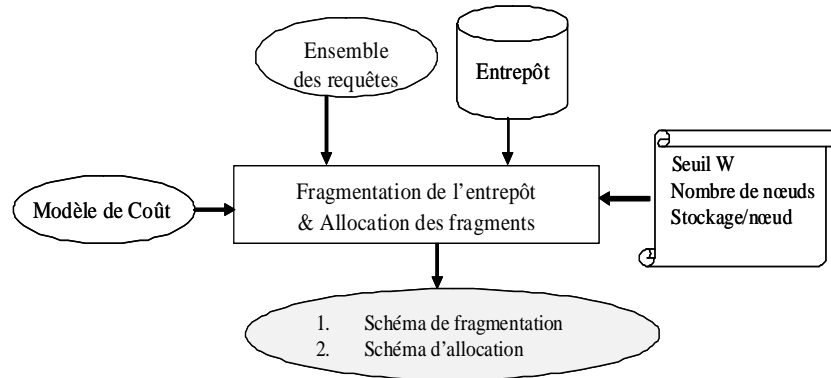 Ensemble
des requêtes
Entrepôt
Seuil W
Nombre de nœuds
Stockage/nœud
Modèle de Coût
Fragmentation de l'entrepôt
& Allocation des fragments
1. Schéma de fragmentation
2. Schéma d'allocation